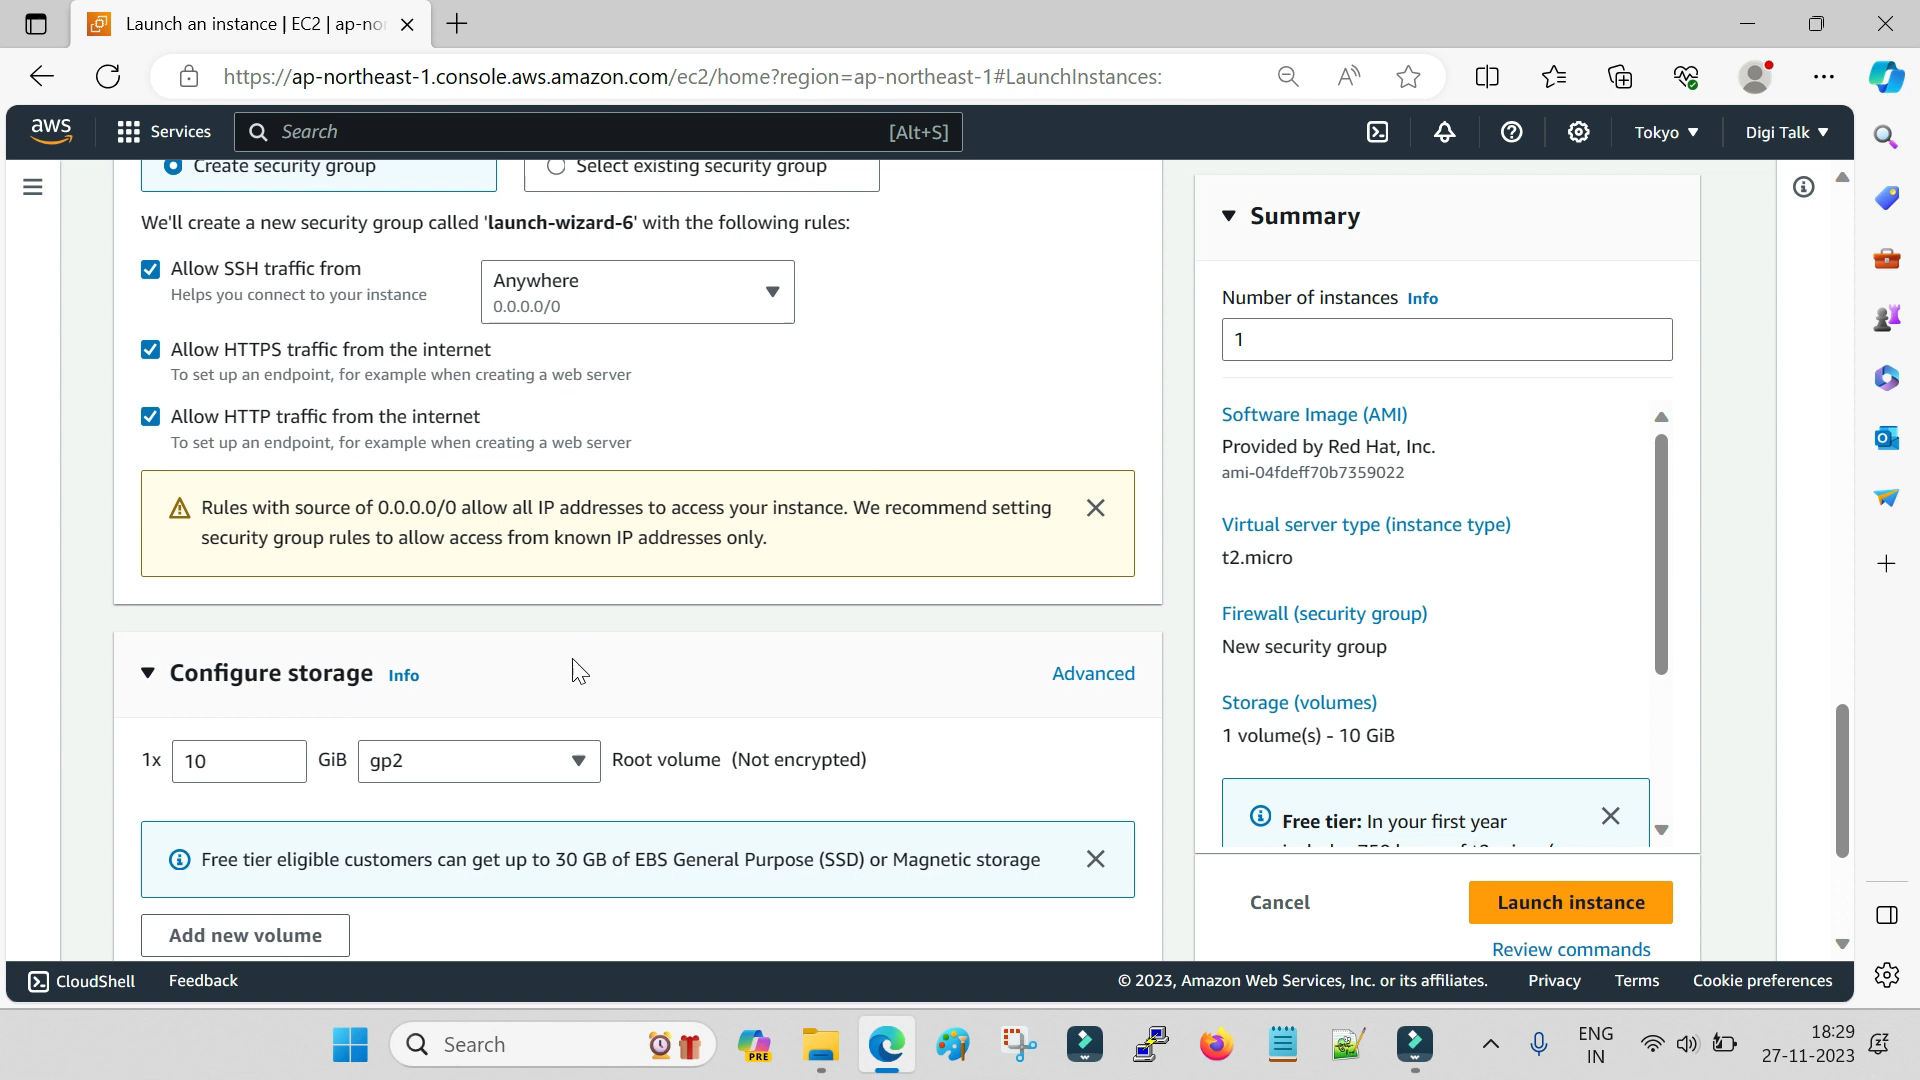 Launch an instance | EC2 | ap-nor
https://ap-northeast-1.console.aws.amazon.com/ec2/home?region=ap-northeast-1#LaunchInstances:
aws
Services
Search
[Alt+S]
Tokyo
Digi Talk
Create security group
Select existing security group
We'll create a new security group called 'launch-wizard-6' with the following rules:
Allow SSH traffic from
Helps you connect to your instance
Anywhere
0.0.0.0/0
Allow HTTPS traffic from the internet
To set up an endpoint, for example when creating a web server
Allow HTTP traffic from the internet
To set up an endpoint, for example when creating a web server
Rules with source of 0.0.0.0/0 allow all IP addresses to access your instance. We recommend setting
security group rules to allow access from known IP addresses only.
Configure storage Info
Advanced
1x 10 GiB gp2 Root volume (Not encrypted)
Free tier eligible customers can get up to 30 GB of EBS General Purpose (SSD) or Magnetic storage
Add new volume
Summary
Number of instances Info
1
Software Image (AMI)
Provided by Red Hat, Inc.
ami-04fdeff70b7359022
Virtual server type (instance type)
t2.micro
Firewall (security group)
New security group
Storage (volumes)
1 volume(s) - 10 GiB
Free tier: In your first year
Cancel
Launch instance
Review commands
CloudShell
Feedback
© 2023, Amazon Web Services, Inc. or its affiliates.
Privacy
Terms
Cookie preferences
Search
PRE
ENG
IN
18:29
27-11-2023